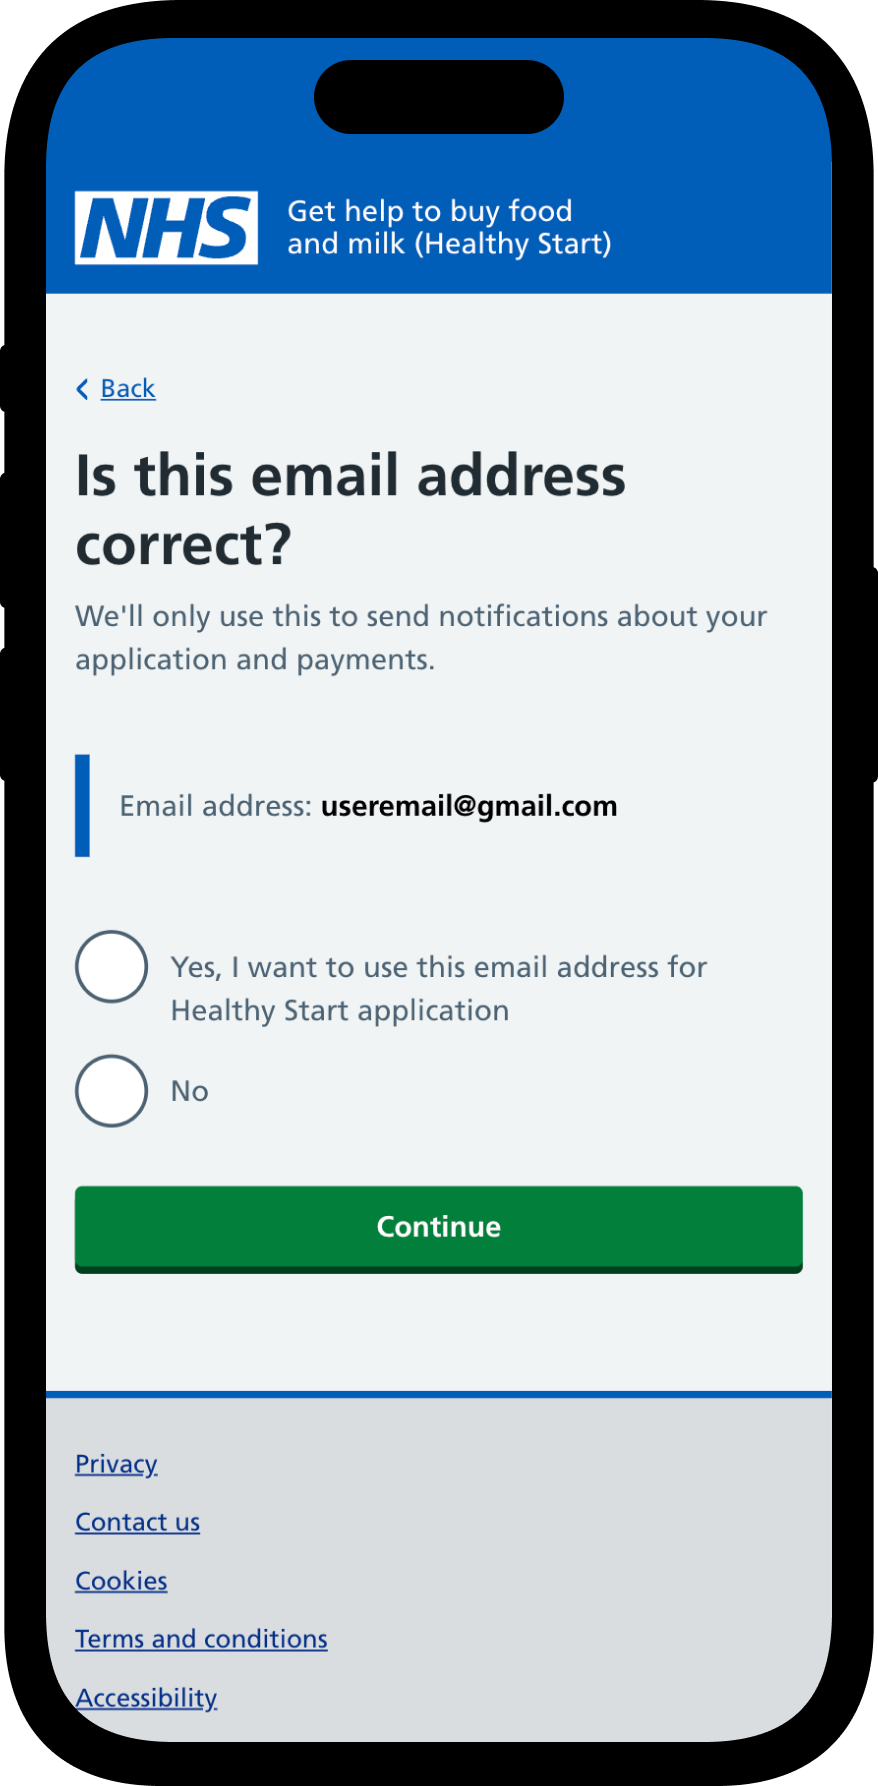 NHS
Get help to buy food
and milk (Healthy Start)
Back
Is this email address
correct?
We'll only use this to send notifications about your
application and payments.
Email address: useremail@gmail.com
Yes, I want to use this email address for
Healthy Start application
No
Continue
Privacy
Contact us
Cookies
Terms and conditions
Accessibility